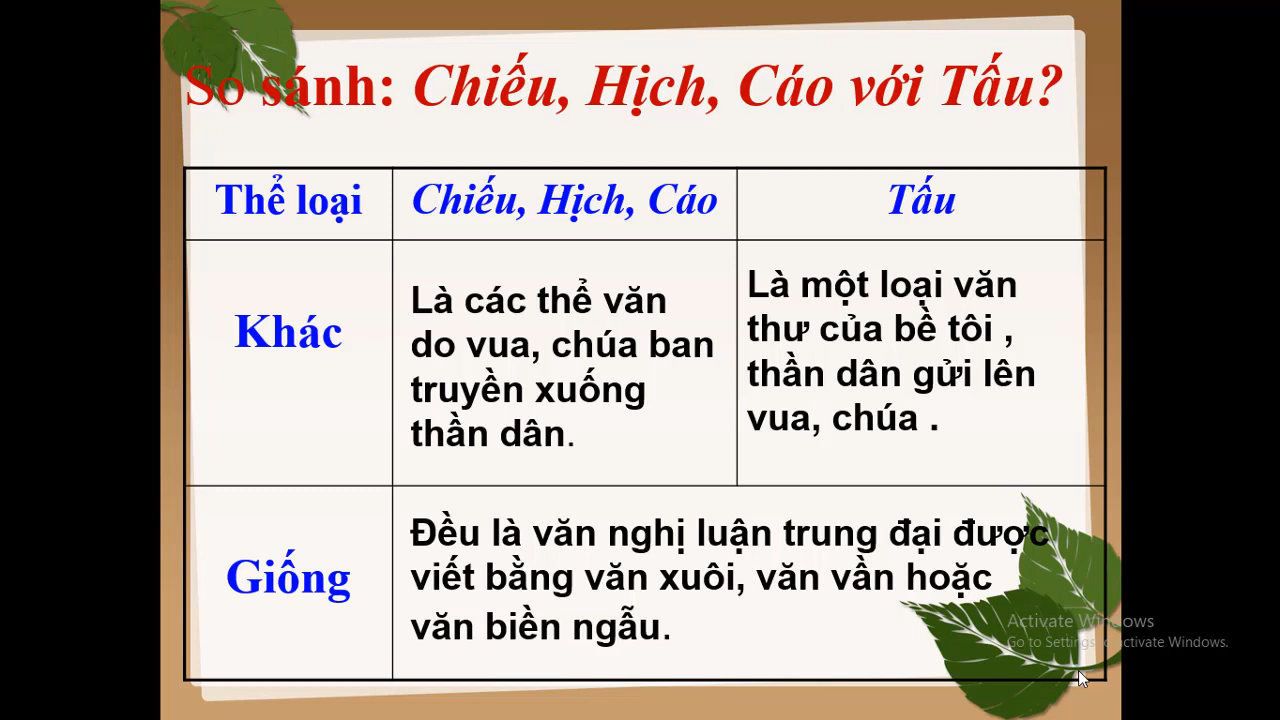 So sánh: Chiếu, Hịch, Cáo với Tấu?
Thể loại
Chiếu, Hịch, Cáo
Tấu
Khác
Là các thể văn
do vua, chúa ban
truyền xuống
thần dân.
Là một loại văn
thư của bề tôi ,
thần dân gửi lên
vua, chúa .
Giống
Đều là văn nghị luận trung đại được
viết bằng văn xuôi, văn vần hoặc
văn biền ngẫu.
Activate Windows
Go to Settings to activate Windows.